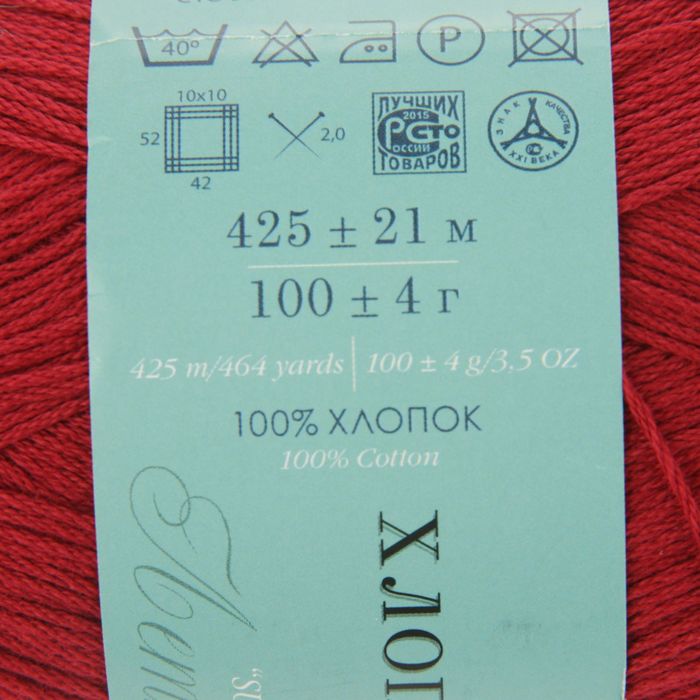 40°
P
10x10
52
42
2,0
ЛУЧШИХ
2015
СТО
РОССИИ
ТОВАРОВ
ЗНАК КАЧЕСТВА
XXI ВЕКА
425 ± 21 м
100 ± 4 г
425 m/464 yards | 100 ± 4 g/3,5 OZ
100% ХЛОПОК
100% Cotton